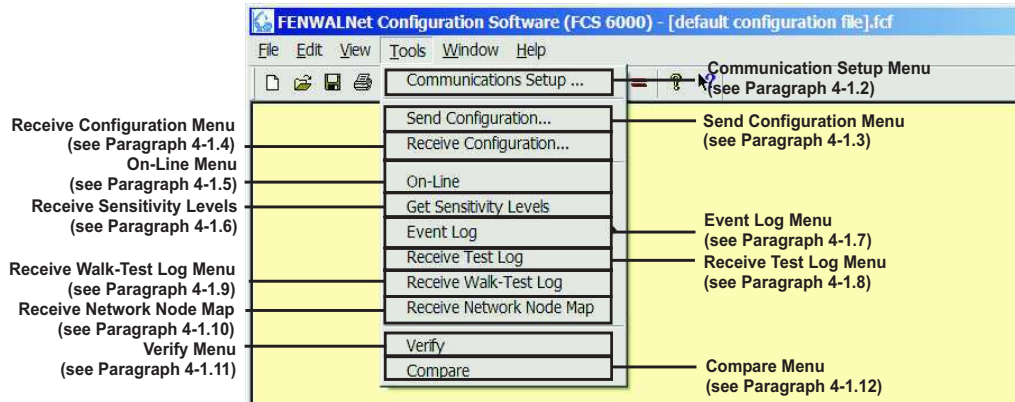 FENWALNet Configuration Software (FCS 6000) - [default configuration file].fcf
File Edit View Tools Window Help
Communications Setup ...
Send Configuration...
Receive Configuration...
On-Line
Get Sensitivity Levels
Event Log
Receive Test Log
Receive Walk-Test Log
Receive Network Node Map
Verify
Compare
Receive Configuration Menu
(see Paragraph 4-1.4)
On-Line Menu
(see Paragraph 4-1.5)
Receive Sensitivity Levels
(see Paragraph 4-1.6)
Receive Walk-Test Log Menu
(see Paragraph 4-1.9)
Receive Network Node Map
(see Paragraph 4-1.10)
Verify Menu
(see Paragraph 4-1.11)
Communication Setup Menu
(see Paragraph 4-1.2)
Send Configuration Menu
(see Paragraph 4-1.3)
Event Log Menu
(see Paragraph 4-1.7)
Receive Test Log Menu
(see Paragraph 4-1.8)
Compare Menu
(see Paragraph 4-1.12)